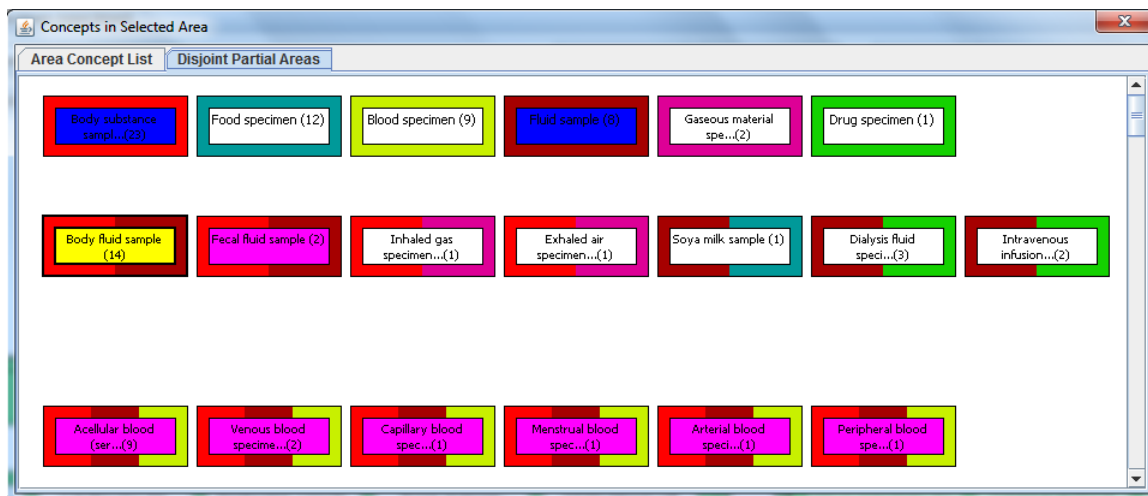 Concepts in Selected Area
Area Concept List
Disjoint Partial Areas
Body substance
sampl...(23)
Food specimen (12)
Blood specimen (9)
Fluid sample (8)
Gaseous material
spe...(2)
Drug specimen (1)
Body fluid sample
(14)
Fecal fluid sample (2)
Inhaled gas
specimen...(1)
Exhaled air
specimen...(1)
Soya milk sample (1)
Dialysis fluid
speci...(3)
Intravenous
infusion...(2)
Acellular blood
(ser...(9)
Venous blood
specime...(2)
Capillary blood
spec...(1)
Menstrual blood
spec...(1)
Arterial blood
speci...(1)
Peripheral blood
spe...(1)